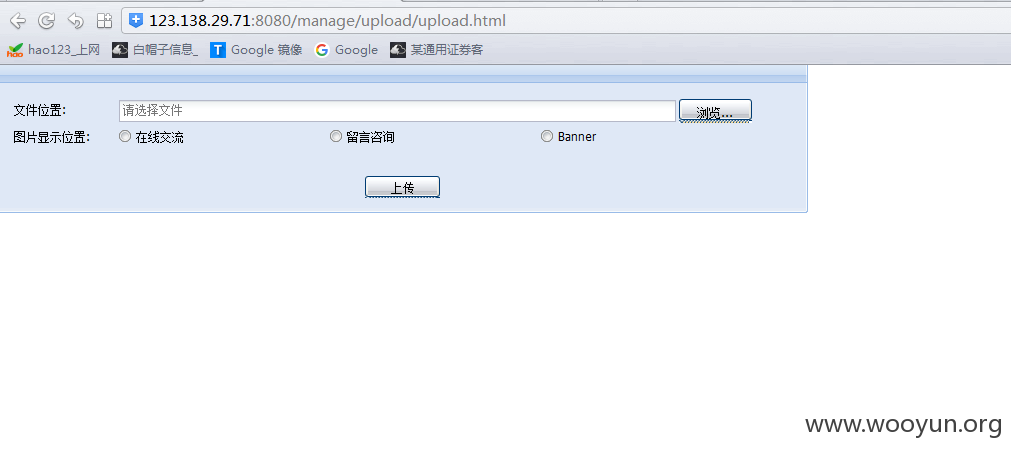 123.138.29.71:8080/manage/upload/upload.html
hao123_上网 白帽子信息_ Google 镜像 Google 某通用证券客
文件位置： 请选择文件 浏览...
图片显示位置： 在线交流 留言咨询 Banner
上传
www.wooyun.org